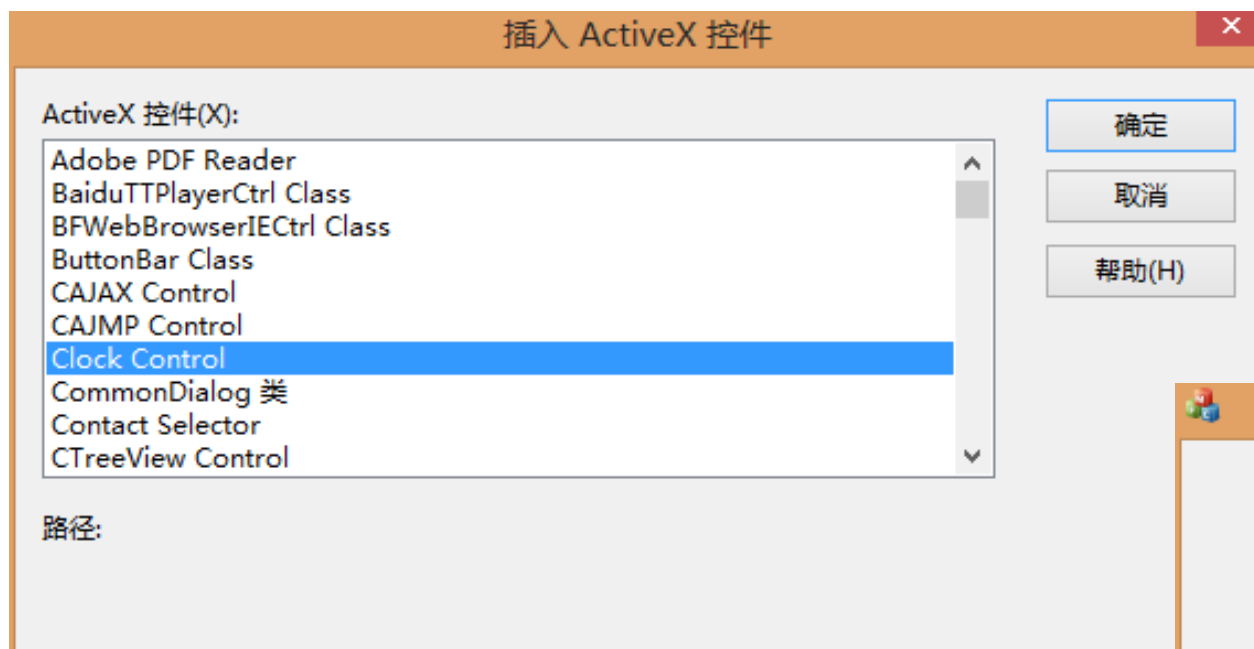 插入 ActiveX 控件
ActiveX 控件(X):
Adobe PDF Reader
BaiduTTPlayerCtrl Class
BFWebBrowserIECtrl Class
ButtonBar Class
CAJAX Control
CAJMP Control
Clock Control
CommonDialog 类
Contact Selector
CTreeView Control
确定
取消
帮助(H)
路径: